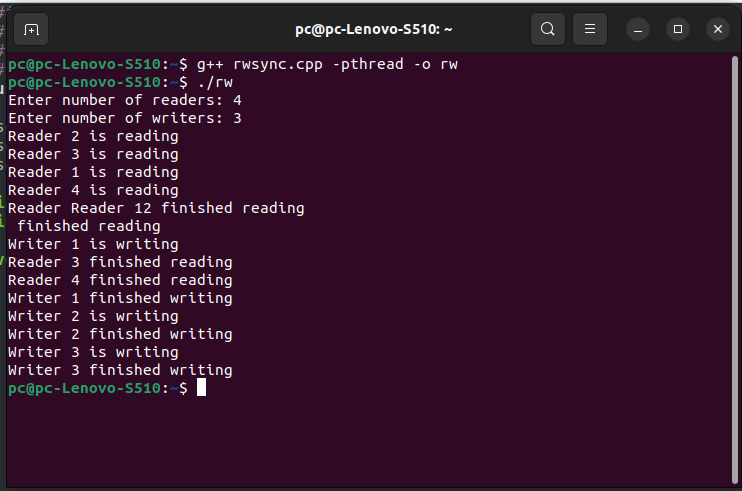 pc@pc-Lenovo-S510: ~
pc@pc-Lenovo-S510:~$ g++ rwsync.cpp -pthread -o rw
pc@pc-Lenovo-S510:~$ ./rw
Enter number of readers: 4
Enter number of writers: 3
Reader 2 is reading
Reader 3 is reading
Reader 1 is reading
Reader 4 is reading
Reader Reader 12 finished reading
 finished reading
Writer 1 is writing
Reader 3 finished reading
Reader 4 finished reading
Writer 1 finished writing
Writer 2 is writing
Writer 2 finished writing
Writer 3 is writing
Writer 3 finished writing
pc@pc-Lenovo-S510:~$